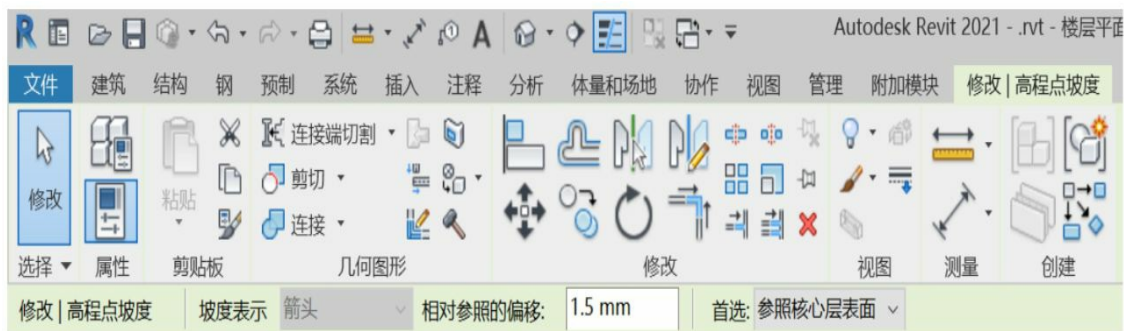 R A Autodesk Revit 2021 - .rvt - 楼层平面
文件 建筑 结构 钢 预制 系统 插入 注释 分析 体量和场地 协作 视图 管理 附加模块 修改 | 高程点坡度
连接端切割
修改 粘贴 剪切
连接
选择 属性 剪贴板 几何图形 修改 视图 测量 创建
修改 | 高程点坡度 坡度表示 箭头 相对参照的偏移: 1.5 mm 首选: 参照核心层表面